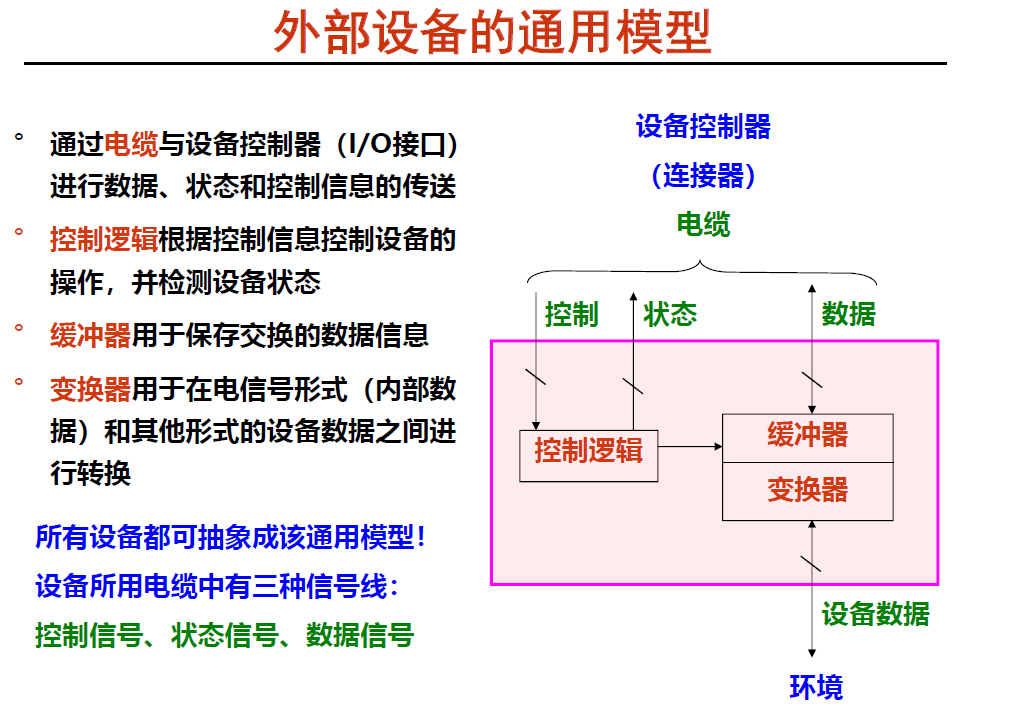 外部设备的通用模型
° 通过电缆与设备控制器（I/O接口）
进行数据、状态和控制信息的传送
° 控制逻辑根据控制信息控制设备的
操作，并检测设备状态
° 缓冲器用于保存交换的数据信息
° 变换器用于在电信号形式（内部数
据）和其他形式的设备数据之间进
行转换
所有设备都可抽象成该通用模型！
设备所用电缆中有三种信号线：
控制信号、状态信号、数据信号
设备控制器
（连接器）
电缆
控制
状态
数据
控制逻辑
缓冲器
变换器
设备数据
环境